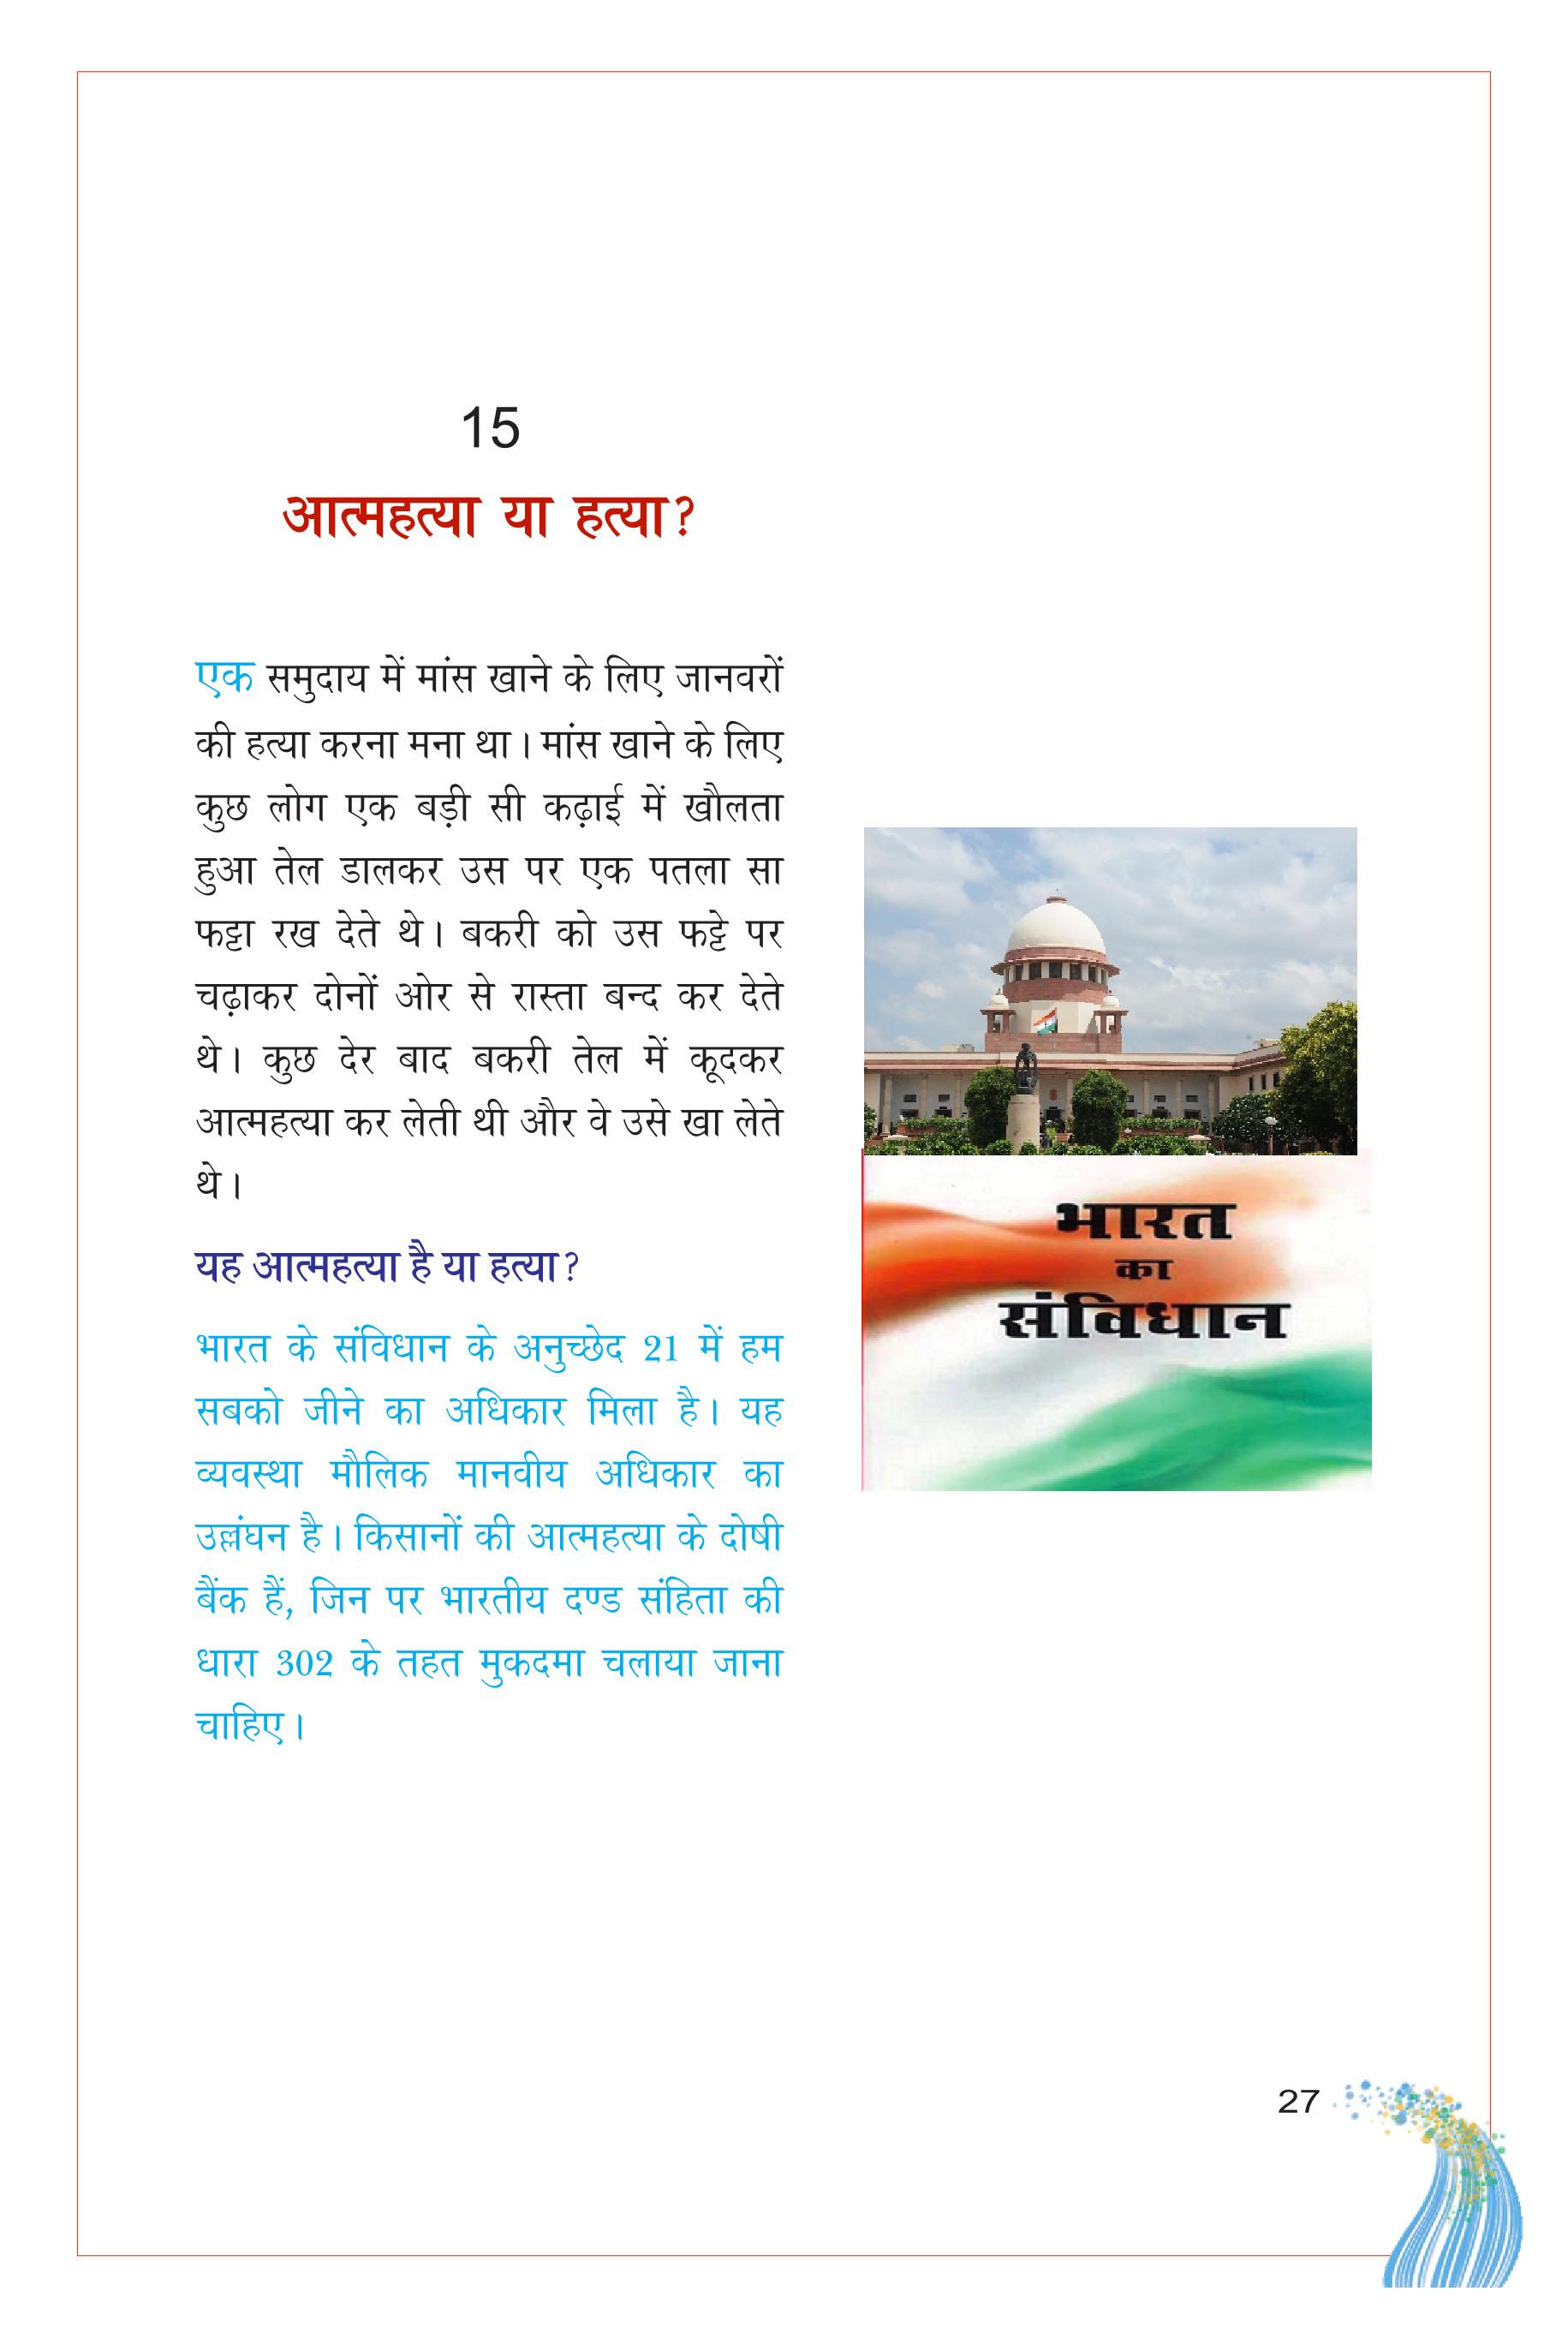 15
आत्महत्या या हत्या?
एक समुदाय में मांस खाने के लिए जानवरों
की हत्या करना मना था। मांस खाने के लिए
कुछ लोग एक बड़ी सी कढ़ाई में खौलता
हुआ तेल डालकर उस पर एक पतला सा
फट्टा रख देते थे। बकरी को उस फट्टे पर
चढ़ाकर दोनों ओर से रास्ता बन्द कर देते
थे। कुछ देर बाद बकरी तेल में कूदकर
आत्महत्या कर लेती थी और वे उसे खा लेते
थे।
यह आत्महत्या है या हत्या?
भारत के संविधान के अनुच्छेद 21 में हम
सबको जीने का अधिकार मिला है। यह
व्यवस्था मौलिक मानवीय अधिकार का
उल्लंघन है। किसानों की आत्महत्या के दोषी
बैंक हैं, जिन पर भारतीय दण्ड संहिता की
धारा 302 के तहत मुकदमा चलाया जाना
चाहिए।
भारत
का
संविधान
27